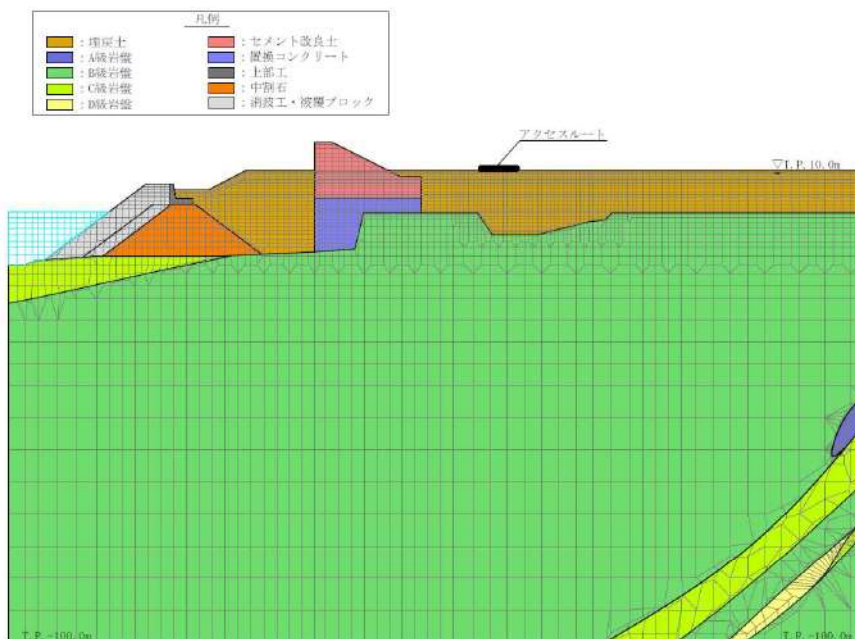 凡例
：埋戻土
：A級岩盤
：B級岩盤
：C級岩盤
：D級岩盤
：セメント改良土
：置換コンクリート
：上部工
：中割石
：消波工・被覆ブロック
アクセスルート
▽T.P.10.0m
T.P.-100.0m
T.P.-100.0m